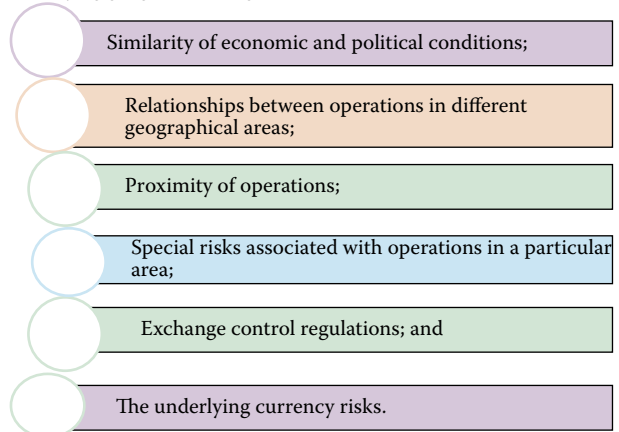 Similarity of economic and political conditions;
Relationships between operations in different
geographical areas;
Proximity of operations;
Special risks associated with operations in a particular
area;
Exchange control regulations; and
The underlying currency risks.